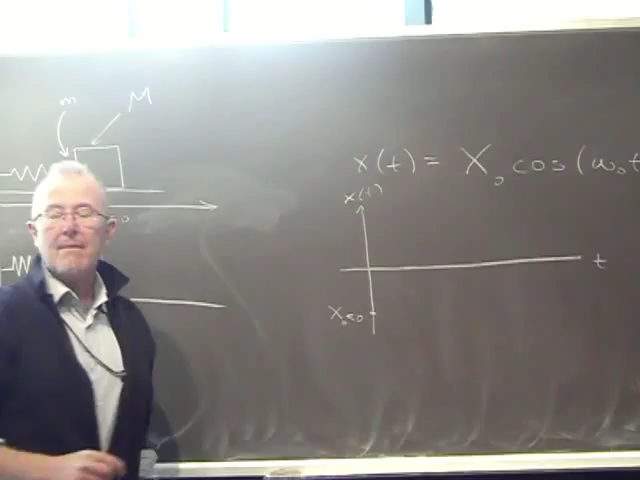 m
M
x(t) = X₀ cos(ω₀t
x(t)
t
X₀<0